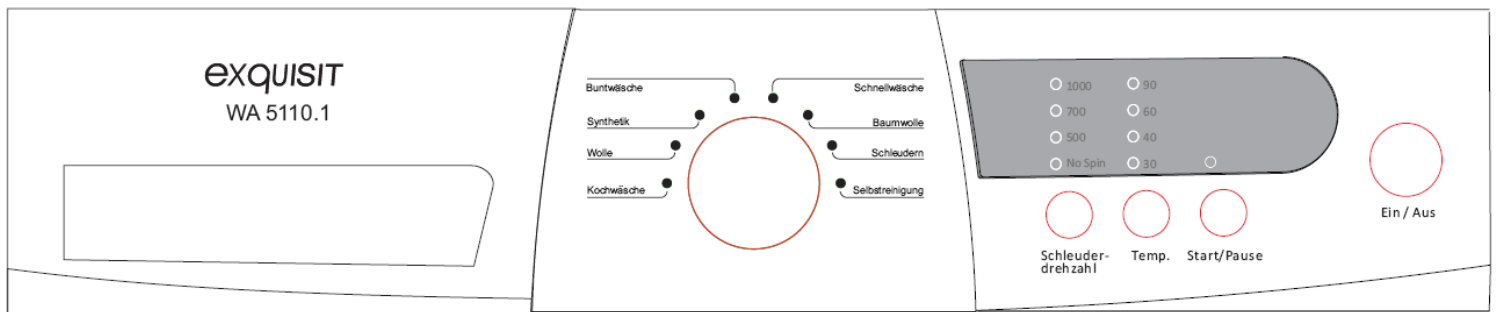 exquisit
WA 5110.1
Buntwäsche
Synthetik
Wolle
Kochwäsche
Schnellwäsche
Baumwolle
Schleudern
Selbstreinigung
1000 90
700 60
500 40
No Spin 30
Schleuder-
drehzahl
Temp.
Start/Pause
Ein / Aus